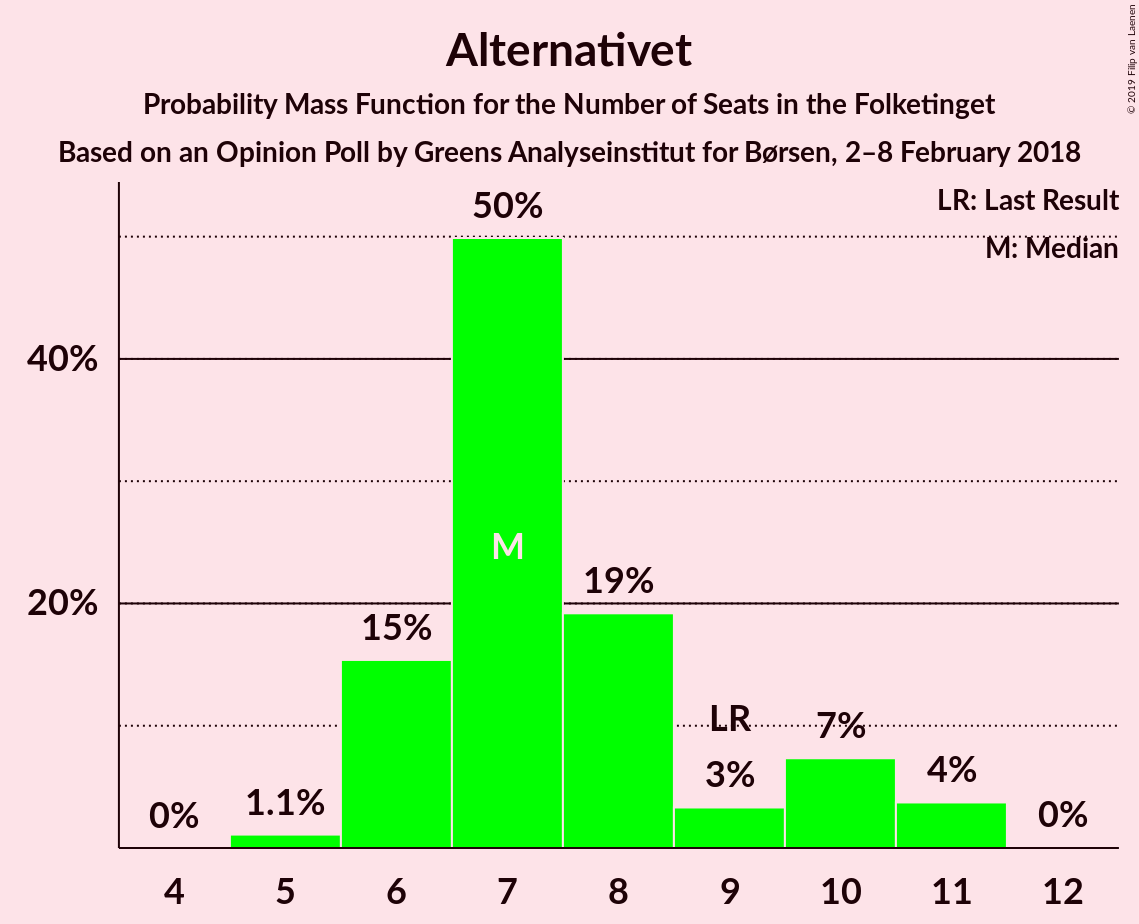 Alternativet
Probability Mass Function for the Number of Seats in the Folketinget
Based on an Opinion Poll by Greens Analyseinstitut for Børsen, 2–8 February 2018
© 2019 Filip van Laenen
LR: Last Result
M: Median
50%
40%
M
19%
20%
15%
LR
7%
3%
4%
1.1%
0%
0%
4 5 6 7 8 9 10 11 12